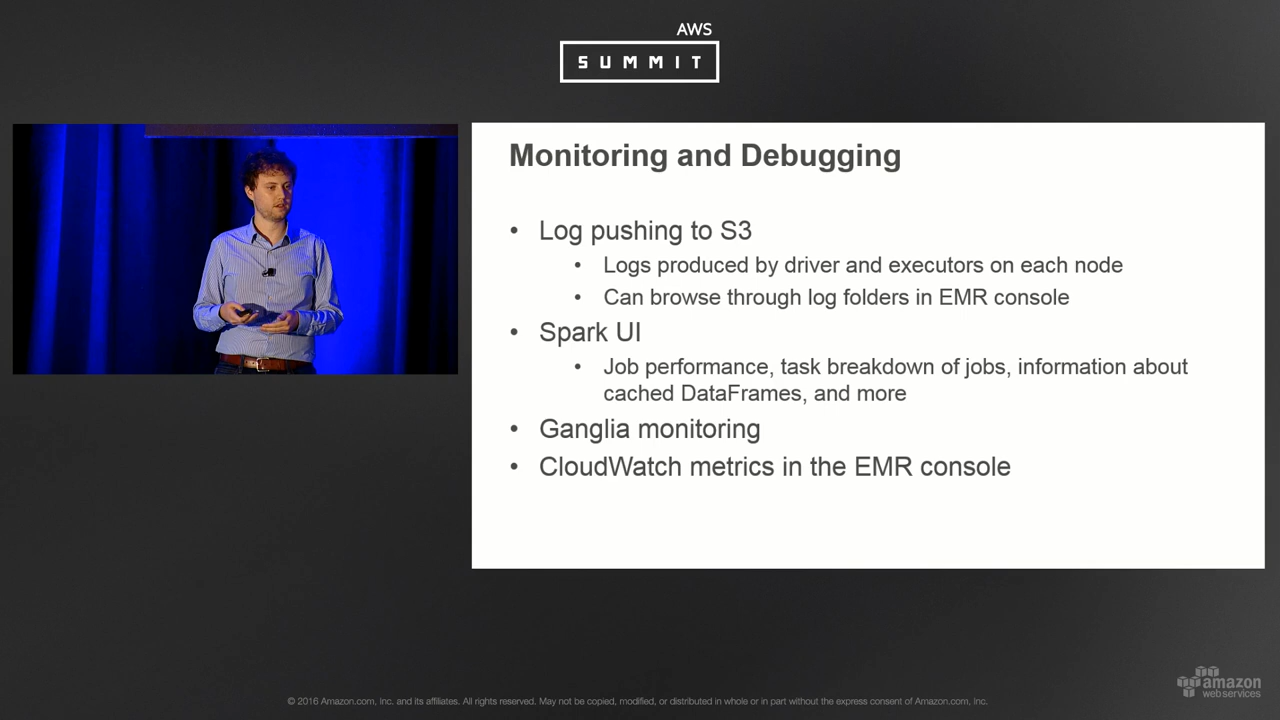 AWS
SUMMIT
Monitoring and Debugging
• Log pushing to S3
• Logs produced by driver and executors on each node
• Can browse through log folders in EMR console
• Spark UI
• Job performance, task breakdown of jobs, information about
cached DataFrames, and more
• Ganglia monitoring
• CloudWatch metrics in the EMR console
amazon
web services
© 2016 Amazon.com, Inc. and its affiliates. All rights reserved. May not be copied, modified, or distributed in whole or in part without the express consent of Amazon.com, Inc.